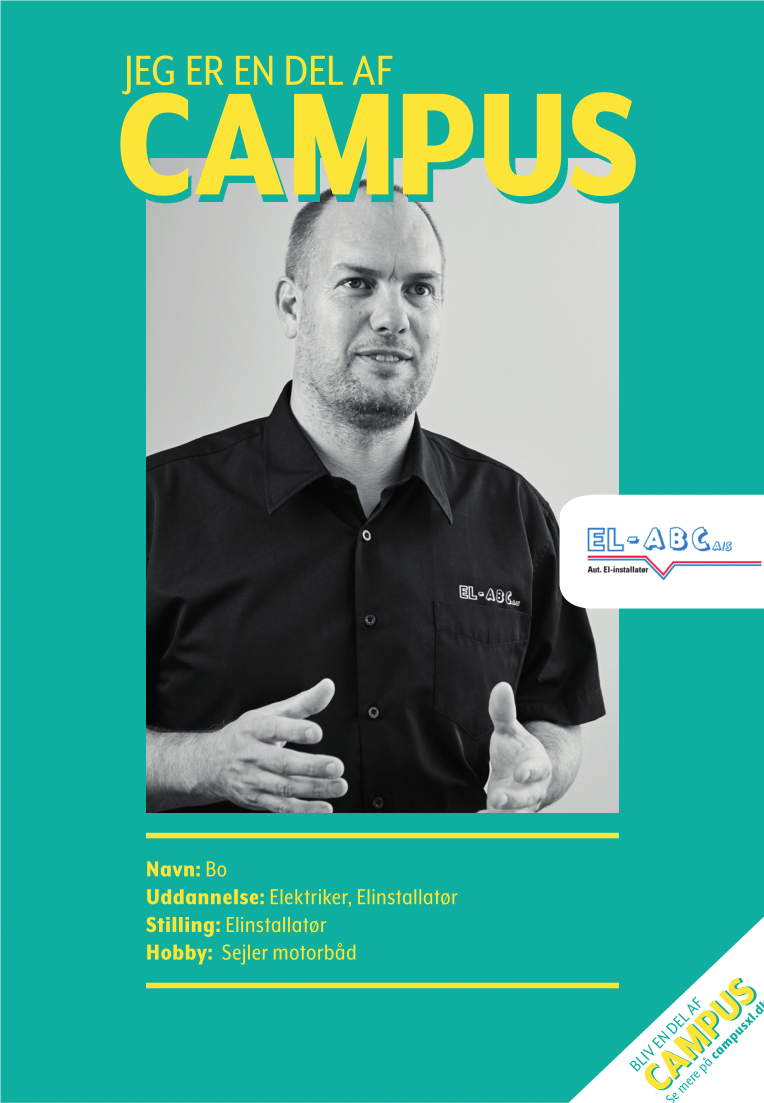 JEG ER EN DEL AF
CAMPUS
EL-ABC A/S
Aut. El-installatør
EL-ABC A/S
Navn: Bo
Uddannelse: Elektriker, Elinstallatør
Stilling: Elinstallatør
Hobby: Sejler motorbåd
BLIV EN DEL AF
CAMPUS
Se mere på campusxl.dk